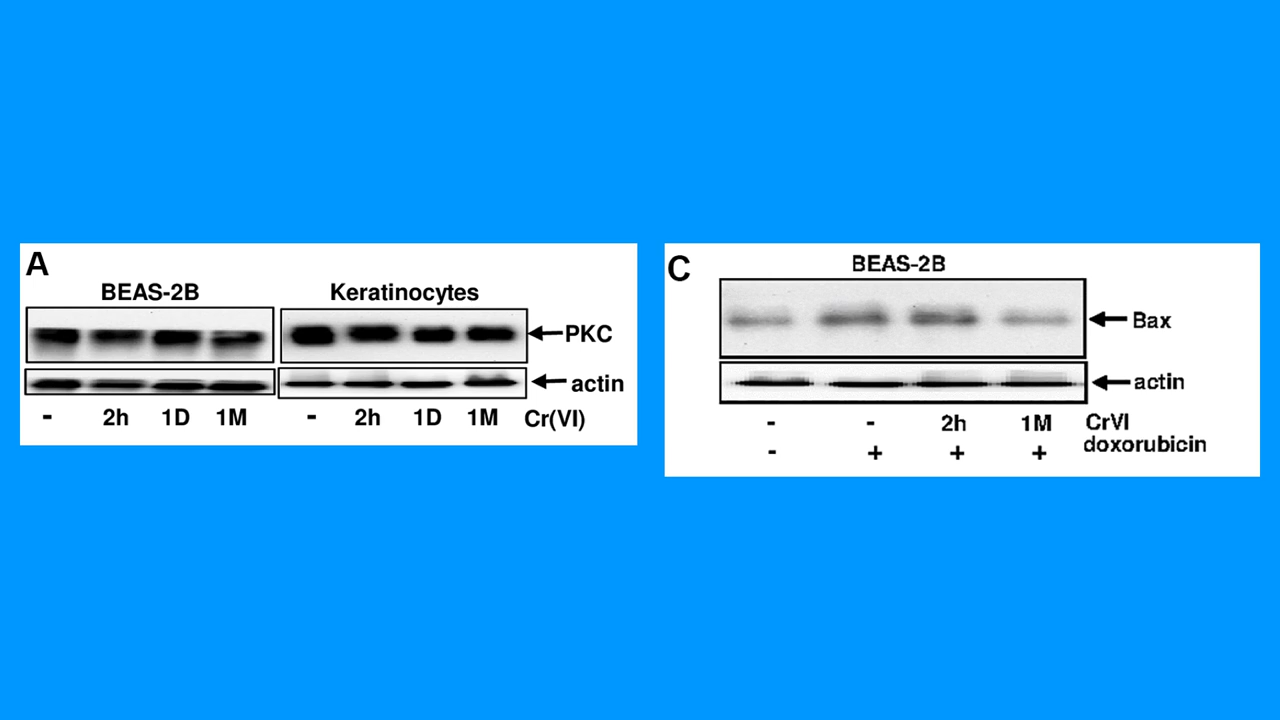 A
BEAS-2B Keratinocytes
PKC
actin
- 2h 1D 1M - 2h 1D 1M Cr(VI)
C
BEAS-2B
Bax
actin
- - 2h 1M CrVI
- + + + doxorubicin